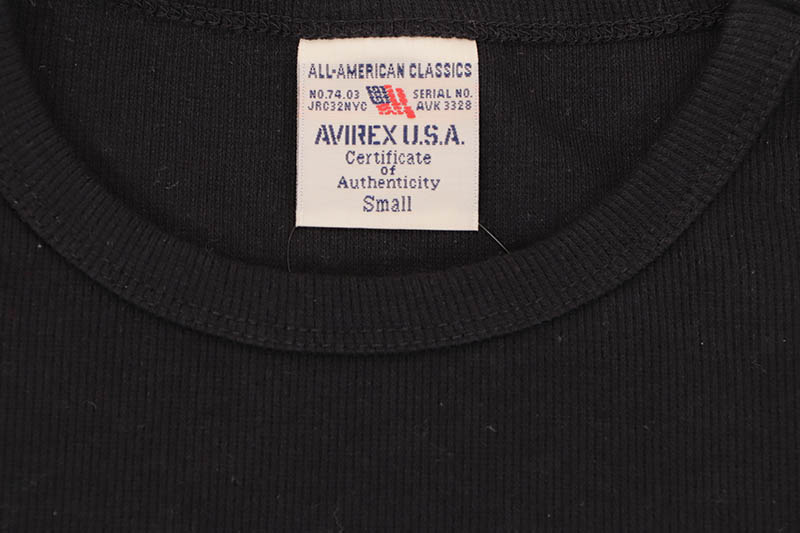 ALL-AMERICAN CLASSICS
NO.74.03 SERIAL NO.
JRC32NYC AVK 3328
AVIREX U.S.A.
Certificate
of
Authenticity
Small